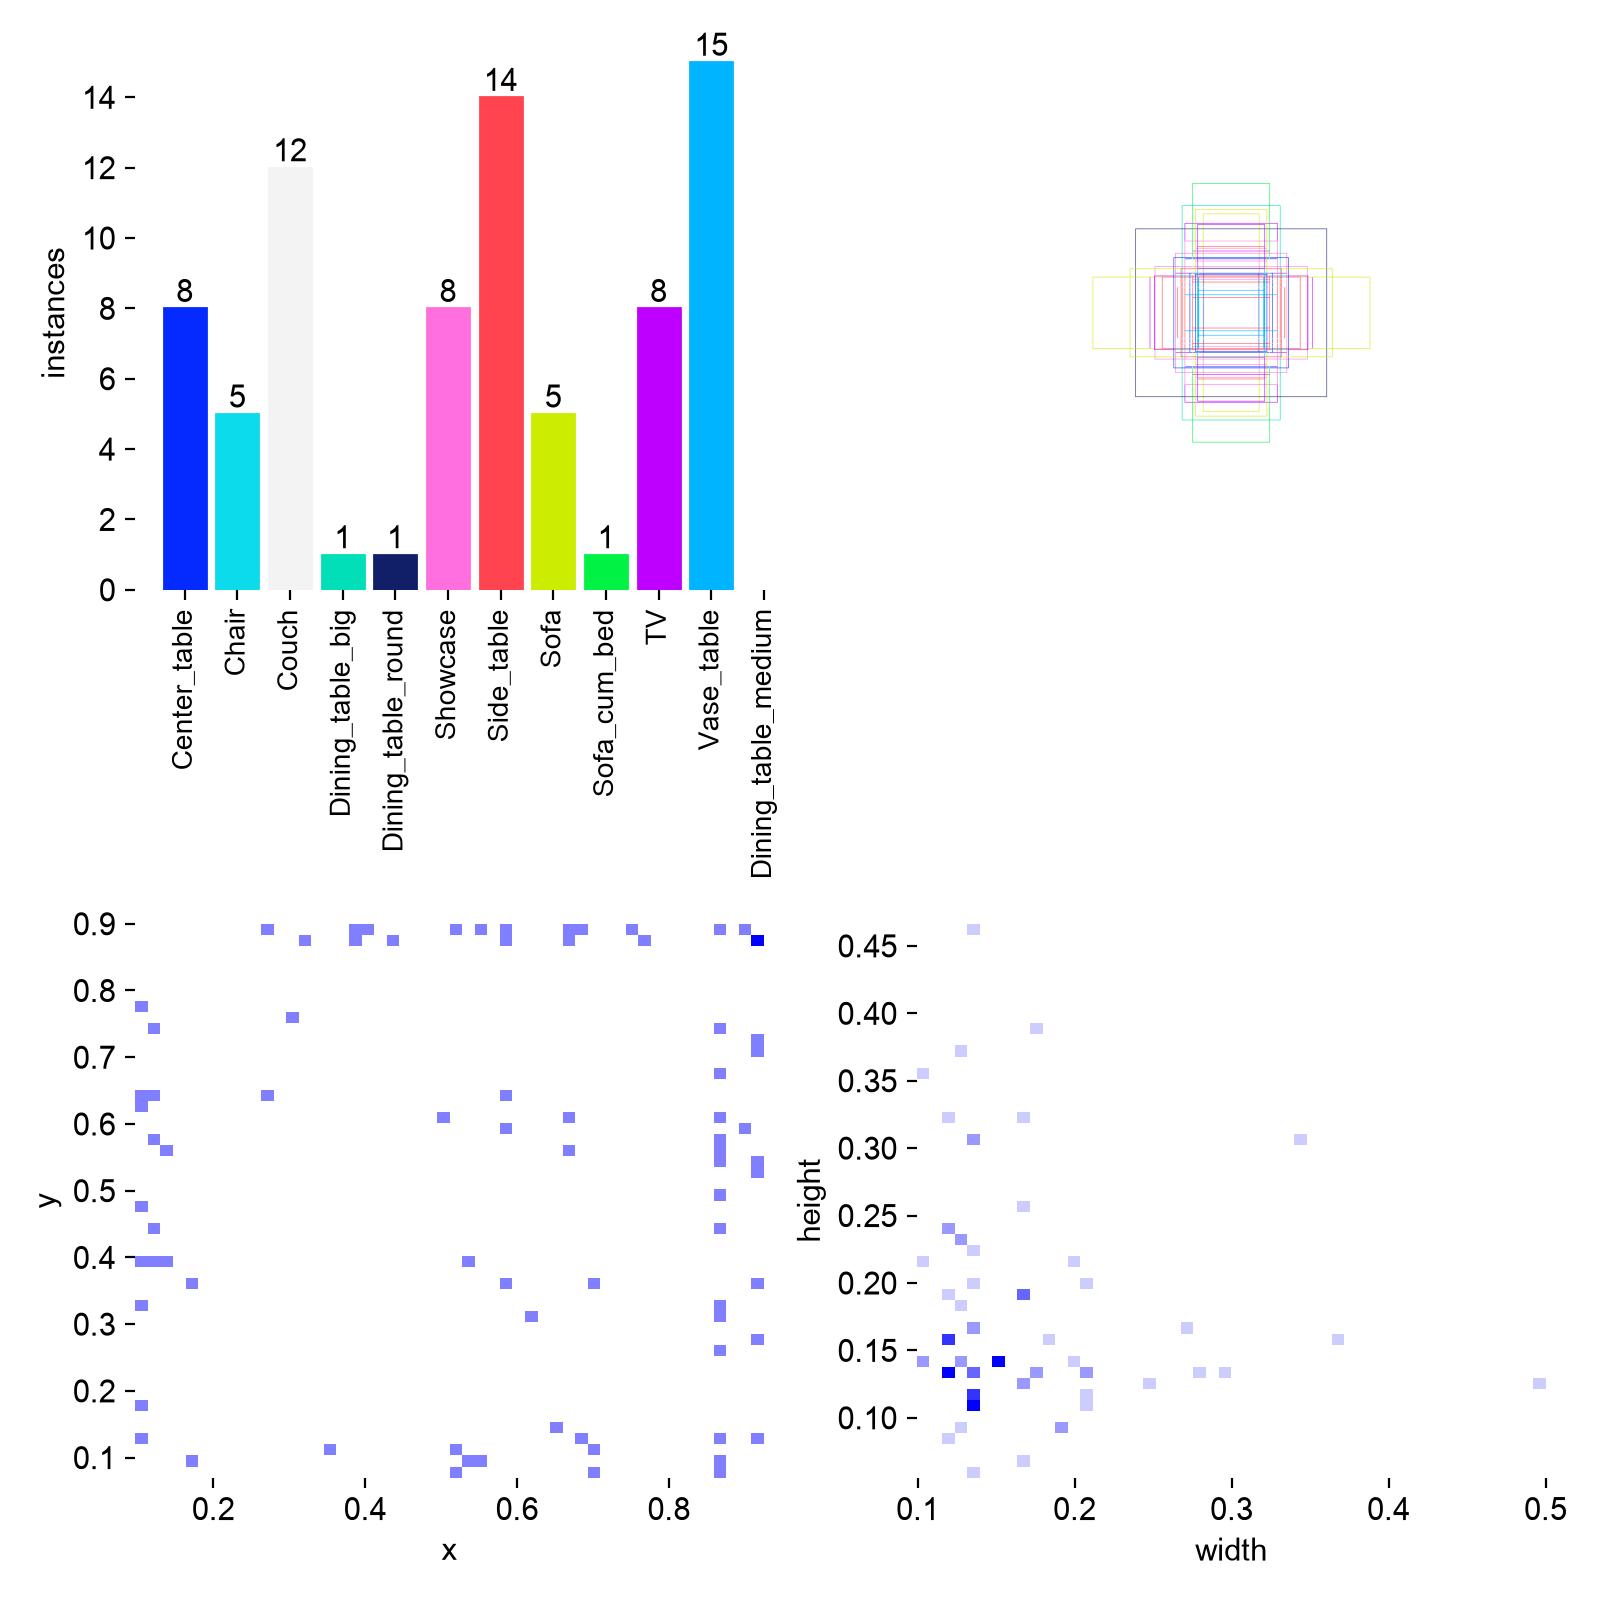 15
14
14
12
12
10
8
8
8
8
6
5
5
4
2
1
1
1
0
instances
Center_table
Chair
Couch
Dining_table_big
Dining_table_round
Showcase
Side_table
Sofa
Sofa_cum_bed
TV
Vase_table
Dining_table_medium
0.9
0.8
0.7
0.6
0.5
0.4
0.3
0.2
0.1
y
0.2 0.4 0.6 0.8
x
0.45
0.40
0.35
0.30
0.25
0.20
0.15
0.10
height
0.1 0.2 0.3 0.4 0.5
width